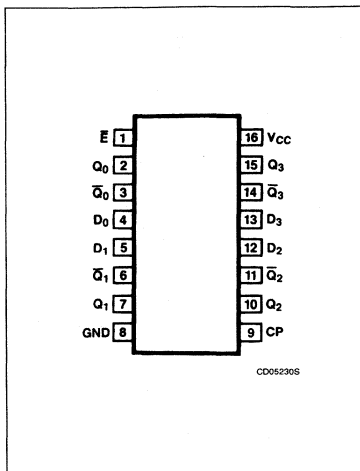 E̅ 1 16 VCC
Q0 2 15 Q3
Q̅0 3 14 Q̅3
D0 4 13 D3
D1 5 12 D2
Q̅1 6 11 Q̅2
Q1 7 10 Q2
GND 8 9 CP
CD05230S